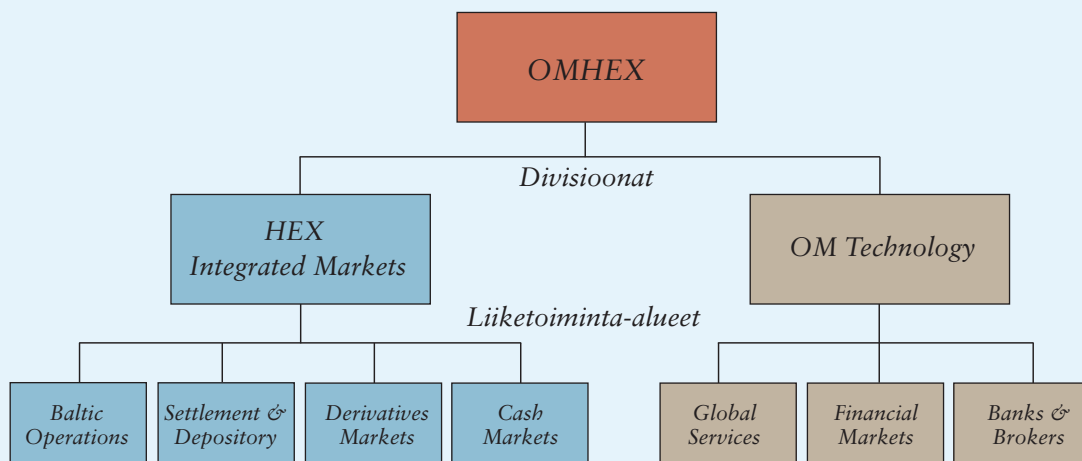 OMHEX
Divisioonat
HEX
Integrated Markets
OM Technology
Liiketoiminta-alueet
Baltic
Operations
Settlement &
Depository
Derivatives
Markets
Cash
Markets
Global
Services
Financial
Markets
Banks &
Brokers